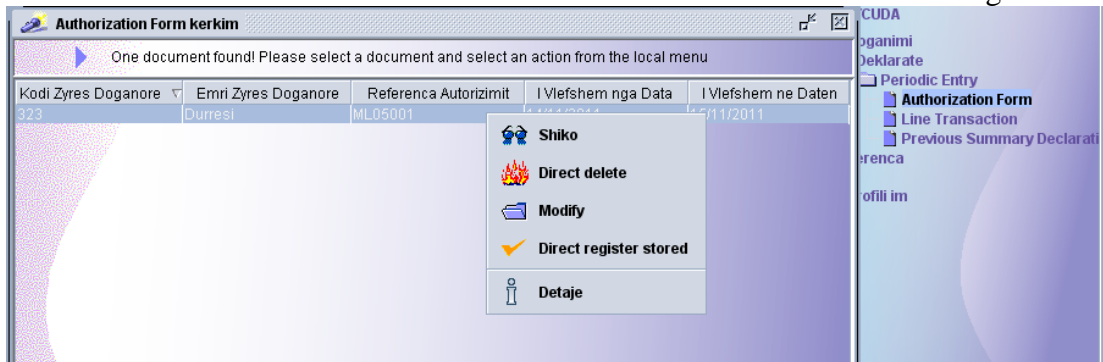 Authorization Form kerkim
One document found! Please select a document and select an action from the local menu
Kodi Zyres Doganore Emri Zyres Doganore Referenca Autorizimit I Vlefshem nga Data I Vlefshem ne Daten
323 Durresi ML05001 /11/2011
Shiko
Direct delete
Modify
Direct register stored
Detaje
CUDA
oganimi
Deklarate
Periodic Entry
Authorization Form
Line Transaction
Previous Summary Declarati
erenca
ofili im